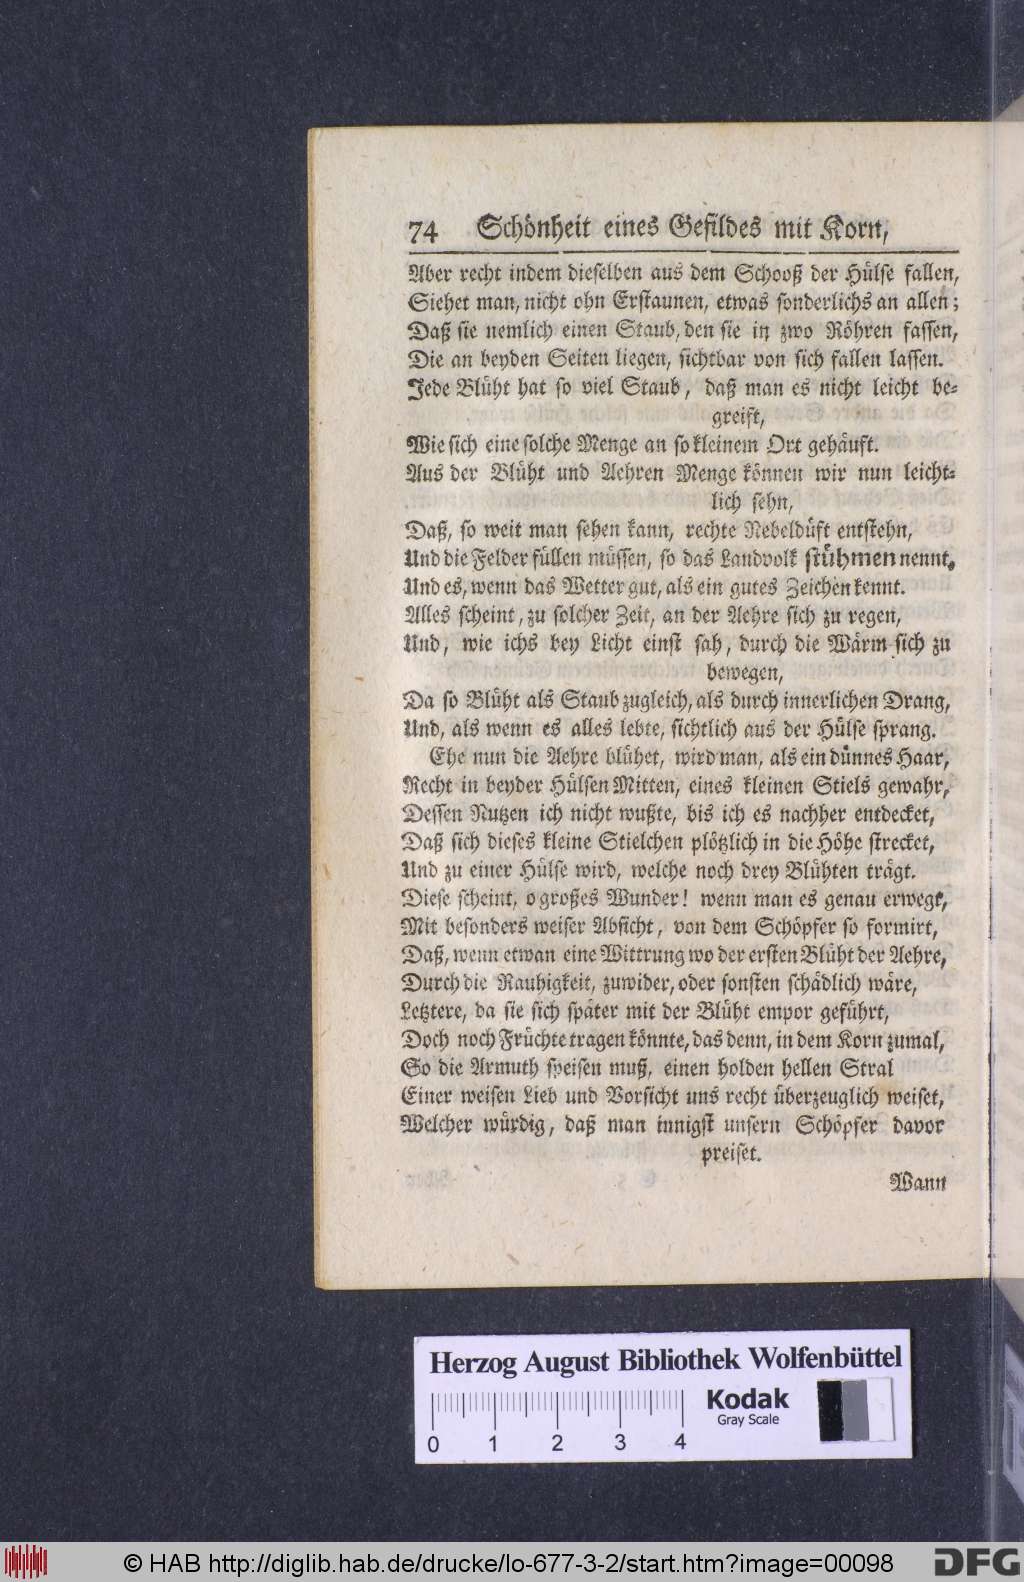 74 Schönheit eines Gefildes mit Korn,
Aber recht indem dieselben aus dem Schooß der Hülse fallen,
Siehet man, nicht ohn Erstaunen, etwas sonderlichs an allen;
Daß sie nemlich einen Staub, den sie in zwo Röhren fassen,
Die an beyden Seiten liegen, sichtbar von sich fallen lassen.
Jede Blüht hat so viel Staub, daß man es nicht leicht be-
greift,
Wie sich eine solche Menge an so kleinem Ort gehäuft.
Aus der Blüht und Aehren Menge können wir nun leicht-
lich sehn,
Daß, so weit man sehen kann, rechte Nebeldüft entstehn,
Und die Felder füllen müssen, so das Landvolk stühmen nennt,
Und es, wenn das Wetter gut, als ein gutes Zeichen kennt.
Alles scheint, zu solcher Zeit, an der Aehre sich zu regen,
Und, wie ichs bey Licht einst sah, durch die Wärm sich zu
bewegen,
Da so Blüht als Staub zugleich, als durch innerlichen Drang,
Und, als wenn es alles lebte, sichtlich aus der Hülse sprang.
Ehe nun die Aehre blühet, wird man, als ein dünnes Haar,
Recht in beyder Hülsen Mitten, eines kleinen Stiels gewahr,
Dessen Nutzen ich nicht wußte, bis ich es nachher entdecket,
Daß sich dieses kleine Stielchen plötzlich in die Höhe strecket,
Und zu einer Hülse wird, welche noch drey Blühten trägt.
Diese scheint, o großes Wunder! wenn man es genau erwegt,
Mit besonders weiser Absicht, von dem Schöpfer so formirt,
Daß, wenn etwan eine Wittrung wo der ersten Blüht der Aehre,
Durch die Rauhigkeit, zuwider, oder sonsten schädlich wäre,
Letztere, da sie sich später mit der Blüht empor geführt,
Doch noch Früchte tragen könnte, das denn, in dem Korn zumal,
So die Armuth speisen muß, einen holden hellen Stral
Einer weisen Lieb und Vorsicht uns recht überzeuglich weiset,
Welcher würdig, daß man innigst unsern Schöpfer davor
preiset.
Wann
Herzog August Bibliothek Wolfenbüttel
Kodak
Gray Scale
0 1 2 3 4
© HAB http://diglib.hab.de/drucke/lo-677-3-2/start.htm?image=00098
DFG